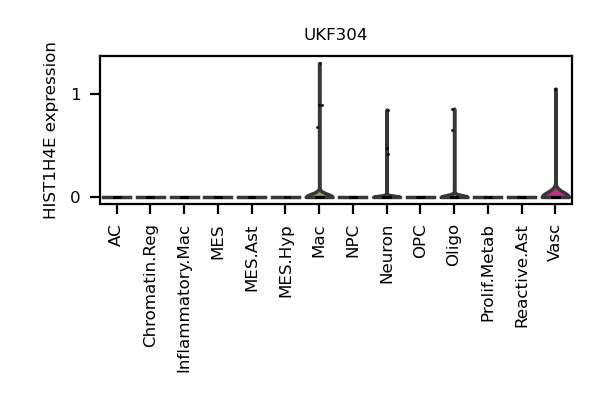 UKF304
HIST1H4E expression
1
0
AC
Chromatin.Reg
Inflammatory.Mac
MES
MES.Ast
MES.Hyp
Mac
NPC
Neuron
OPC
Oligo
Prolif.Metab
Reactive.Ast
Vasc